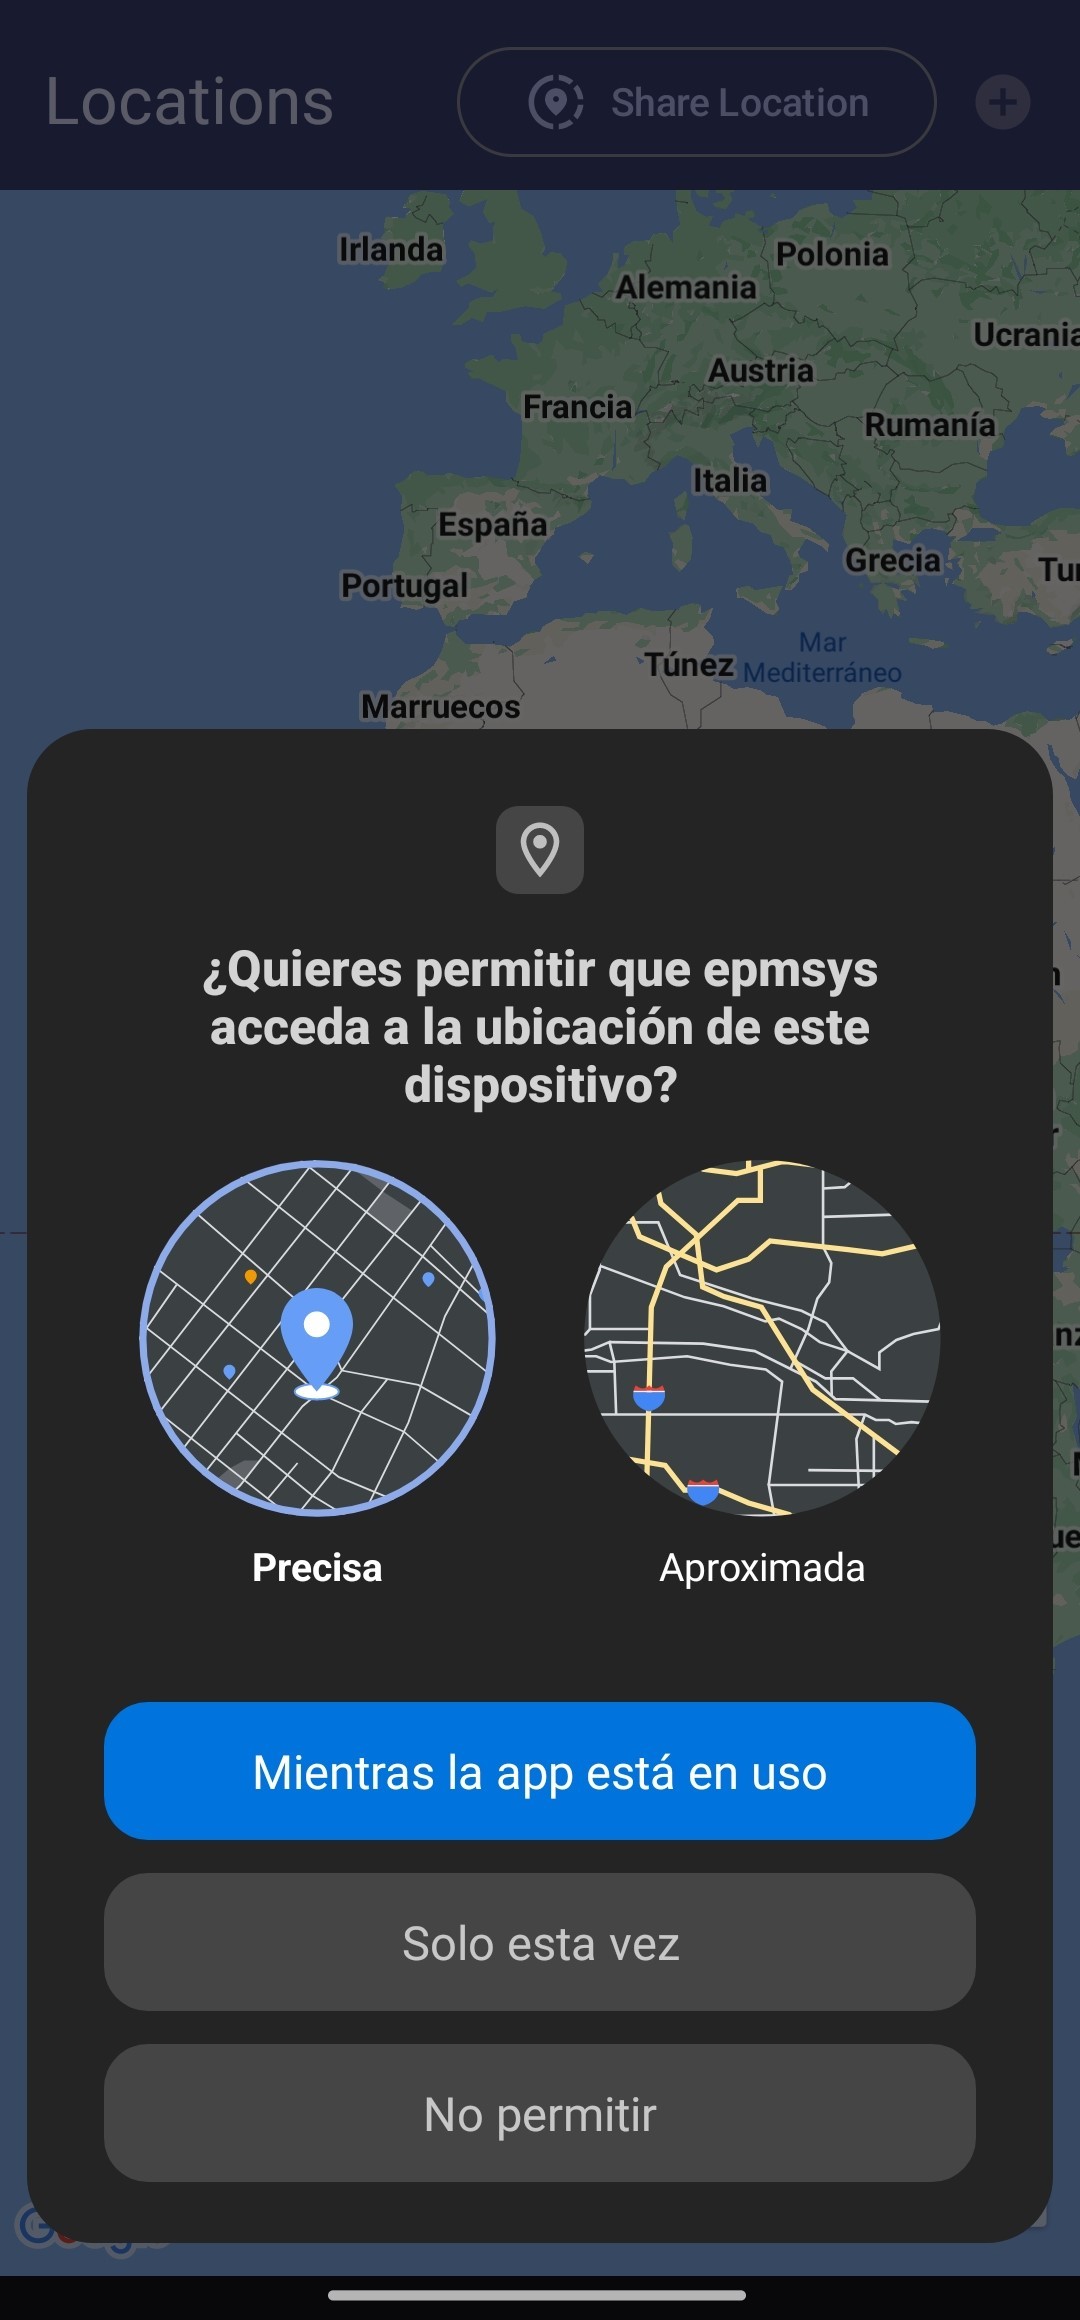 Locations
Share Location
Irlanda
Polonia
Alemania
Ucrania
Austria
Francia
Rumanía
Italia
España
Grecia
Portugal
Tur
Mar
Mediterráneo
Túnez
Marruecos
¿Quieres permitir que epmsys
acceda a la ubicación de este
dispositivo?
Precisa
Aproximada
Mientras la app está en uso
Solo esta vez
No permitir